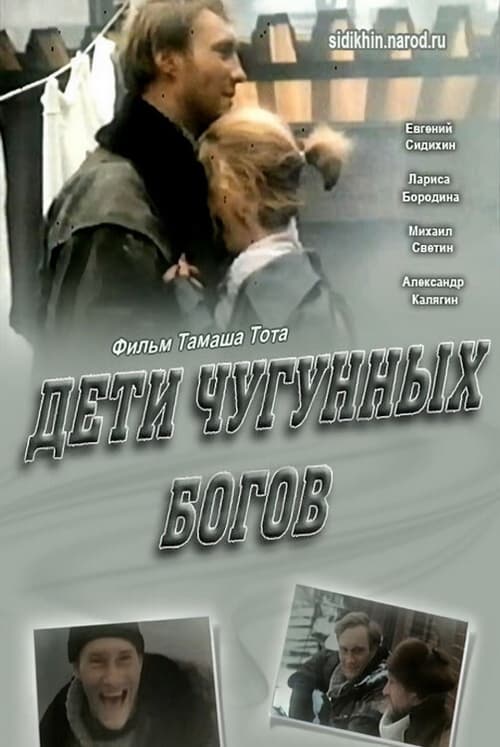 sidikhin.narod.ru
Евгений
Сидихин
Лариса
Бородина
Михаил
Светин
Александр
Калягин
Фильм Тамаша Тота
ДЕТИ ЧУГУННЫХ
БОГОВ